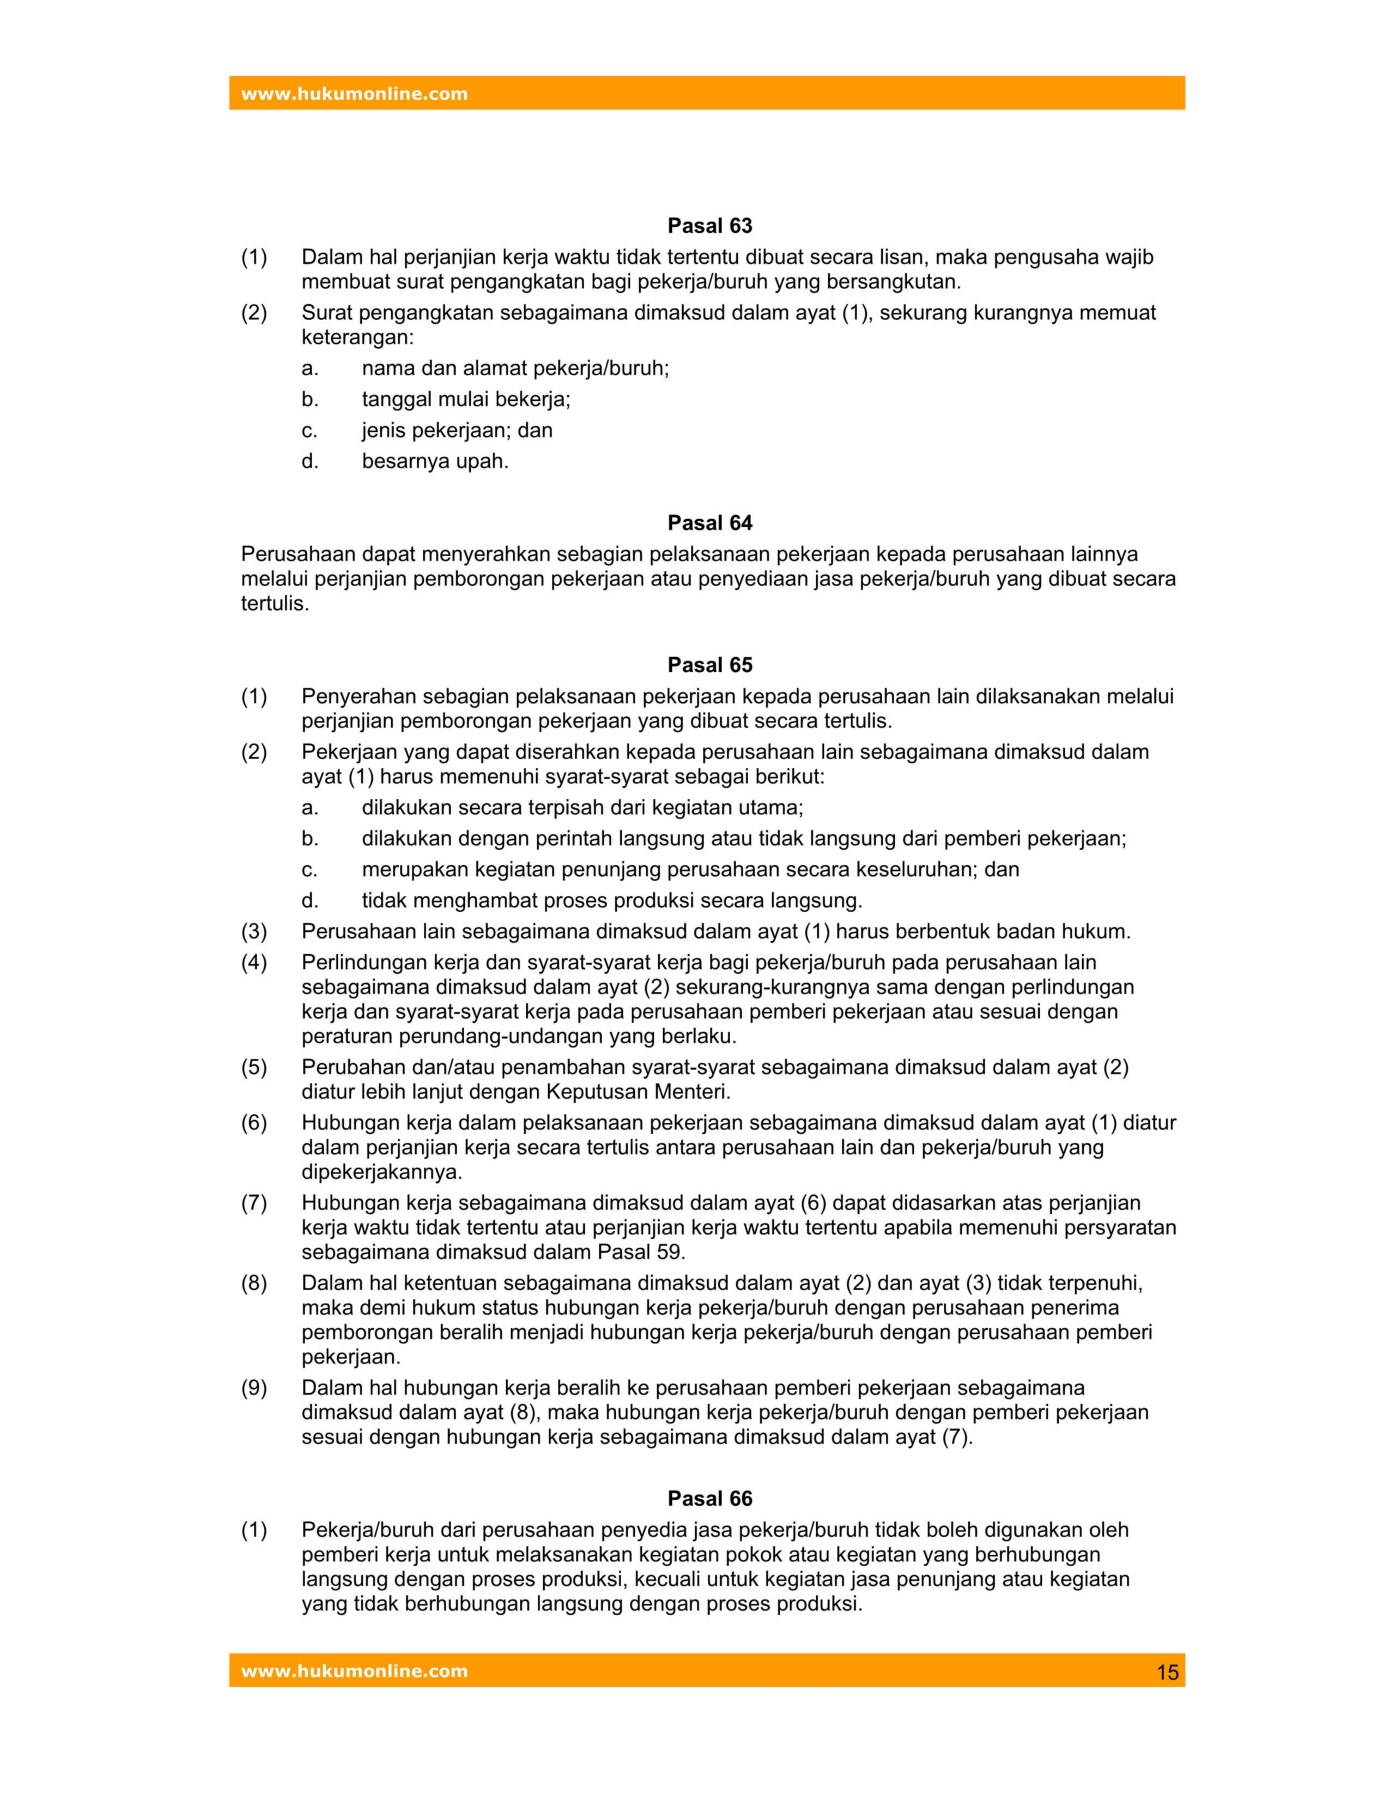 www.hukumonline.com
Pasal 63
(1) Dalam hal perjanjian kerja waktu tidak tertentu dibuat secara lisan, maka pengusaha wajib
membuat surat pengangkatan bagi pekerja/buruh yang bersangkutan.
(2) Surat pengangkatan sebagaimana dimaksud dalam ayat (1), sekurang kurangnya memuat
keterangan:
a. nama dan alamat pekerja/buruh;
b. tanggal mulai bekerja;
c. jenis pekerjaan; dan
d. besarnya upah.
Pasal 64
Perusahaan dapat menyerahkan sebagian pelaksanaan pekerjaan kepada perusahaan lainnya
melalui perjanjian pemborongan pekerjaan atau penyediaan jasa pekerja/buruh yang dibuat secara
tertulis.
Pasal 65
(1) Penyerahan sebagian pelaksanaan pekerjaan kepada perusahaan lain dilaksanakan melalui
perjanjian pemborongan pekerjaan yang dibuat secara tertulis.
(2) Pekerjaan yang dapat diserahkan kepada perusahaan lain sebagaimana dimaksud dalam
ayat (1) harus memenuhi syarat-syarat sebagai berikut:
a. dilakukan secara terpisah dari kegiatan utama;
b. dilakukan dengan perintah langsung atau tidak langsung dari pemberi pekerjaan;
c. merupakan kegiatan penunjang perusahaan secara keseluruhan; dan
d. tidak menghambat proses produksi secara langsung.
(3) Perusahaan lain sebagaimana dimaksud dalam ayat (1) harus berbentuk badan hukum.
(4) Perlindungan kerja dan syarat-syarat kerja bagi pekerja/buruh pada perusahaan lain
sebagaimana dimaksud dalam ayat (2) sekurang-kurangnya sama dengan perlindungan
kerja dan syarat-syarat kerja pada perusahaan pemberi pekerjaan atau sesuai dengan
peraturan perundang-undangan yang berlaku.
(5) Perubahan dan/atau penambahan syarat-syarat sebagaimana dimaksud dalam ayat (2)
diatur lebih lanjut dengan Keputusan Menteri.
(6) Hubungan kerja dalam pelaksanaan pekerjaan sebagaimana dimaksud dalam ayat (1) diatur
dalam perjanjian kerja secara tertulis antara perusahaan lain dan pekerja/buruh yang
dipekerjakannya.
(7) Hubungan kerja sebagaimana dimaksud dalam ayat (6) dapat didasarkan atas perjanjian
kerja waktu tidak tertentu atau perjanjian kerja waktu tertentu apabila memenuhi persyaratan
sebagaimana dimaksud dalam Pasal 59.
(8) Dalam hal ketentuan sebagaimana dimaksud dalam ayat (2) dan ayat (3) tidak terpenuhi,
maka demi hukum status hubungan kerja pekerja/buruh dengan perusahaan penerima
pemborongan beralih menjadi hubungan kerja pekerja/buruh dengan perusahaan pemberi
pekerjaan.
(9) Dalam hal hubungan kerja beralih ke perusahaan pemberi pekerjaan sebagaimana
dimaksud dalam ayat (8), maka hubungan kerja pekerja/buruh dengan pemberi pekerjaan
sesuai dengan hubungan kerja sebagaimana dimaksud dalam ayat (7).
Pasal 66
(1) Pekerja/buruh dari perusahaan penyedia jasa pekerja/buruh tidak boleh digunakan oleh
pemberi kerja untuk melaksanakan kegiatan pokok atau kegiatan yang berhubungan
langsung dengan proses produksi, kecuali untuk kegiatan jasa penunjang atau kegiatan
yang tidak berhubungan langsung dengan proses produksi.
www.hukumonline.com 15